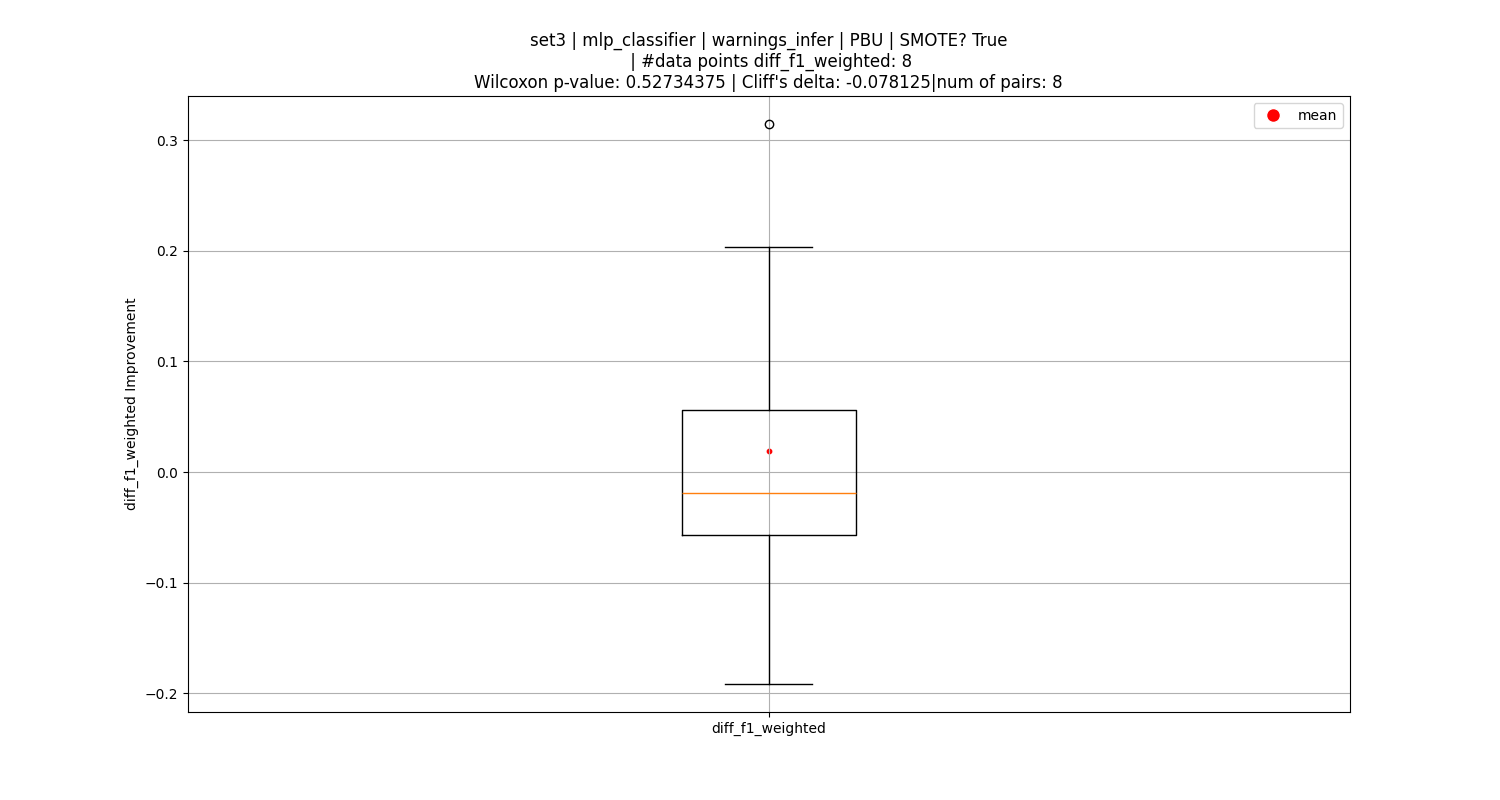 set3 | mlp_classifier | warnings_infer | PBU | SMOTE? True
| #data points diff_f1_weighted: 8
Wilcoxon p-value: 0.52734375 | Cliff's delta: -0.078125|num of pairs: 8
mean
0.3
0.2
0.1
0.0
−0.1
−0.2
diff_f1_weighted Improvement
diff_f1_weighted